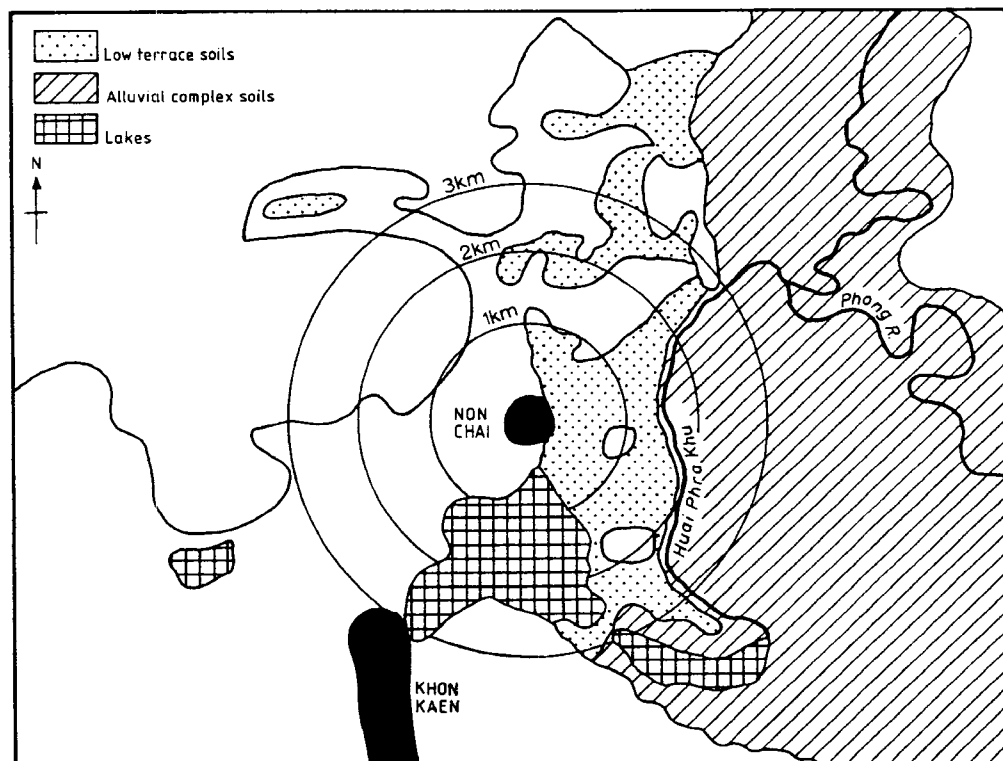 Low terrace soils
Alluvial complex soils
Lakes
N
3km
2km
1km
Phong R.
NON
CHAI
Huai Phra Khu
KHON
KAEN